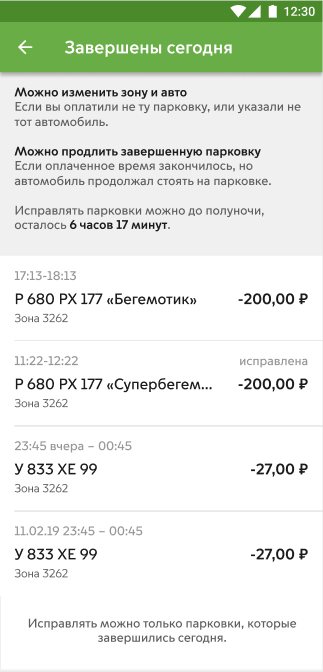 12:30
Завершены сегодня
Можно изменить зону и авто
Если вы оплатили не ту парковку, или указали не
тот автомобиль.
Можно продлить завершенную парковку
Если оплаченное время закончилось, но
автомобиль продолжал стоять на парковке.
Исправлять парковки можно до полуночи,
осталось 6 часов 17 минут.
17:13-18:13
Р 680 РХ 177 «Бегемотик» -200,00 ₽
Зона 3262
11:22-12:22 исправлена
Р 680 РХ 177 «Супербегем... -200,00 ₽
Зона 3262
23:45 вчера – 00:45
У 833 ХЕ 99 -27,00 ₽
Зона 3262
11.02.19 23:45 – 00:45
У 833 ХЕ 99 -27,00 ₽
Зона 3262
Исправлять можно только парковки, которые
завершились сегодня.